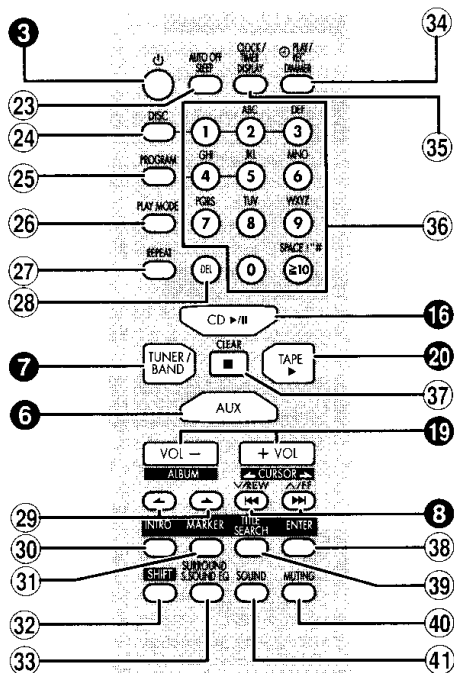 3
23
24
25
26
27
28
7
6
29
30
31
32
33
⏻
AUTO OFF
SLEEP
CLOCK /
TIMER
DISPLAY
PLAY /
REC
DIMMER
DISC
PROGRAM
PLAY MODE
REPEAT
ABC DEF
1 2 3
GHI JKL MNO
4 5 6
PGRS TUV WXYZ
7 8 9
SPACE ! " #
DEL 0 ≧10
CD ►/II
CLEAR
TUNER /
BAND
■
TAPE
►
AUX
VOL − + VOL
ALBUM CURSOR
∨/REW ∧/FF
INTRO MARKER TITLE
SEARCH ENTER
SHIFT
SURROUND
S.SOUND EQ
SOUND MUTING
34
35
36
16
20
37
19
8
38
39
40
41